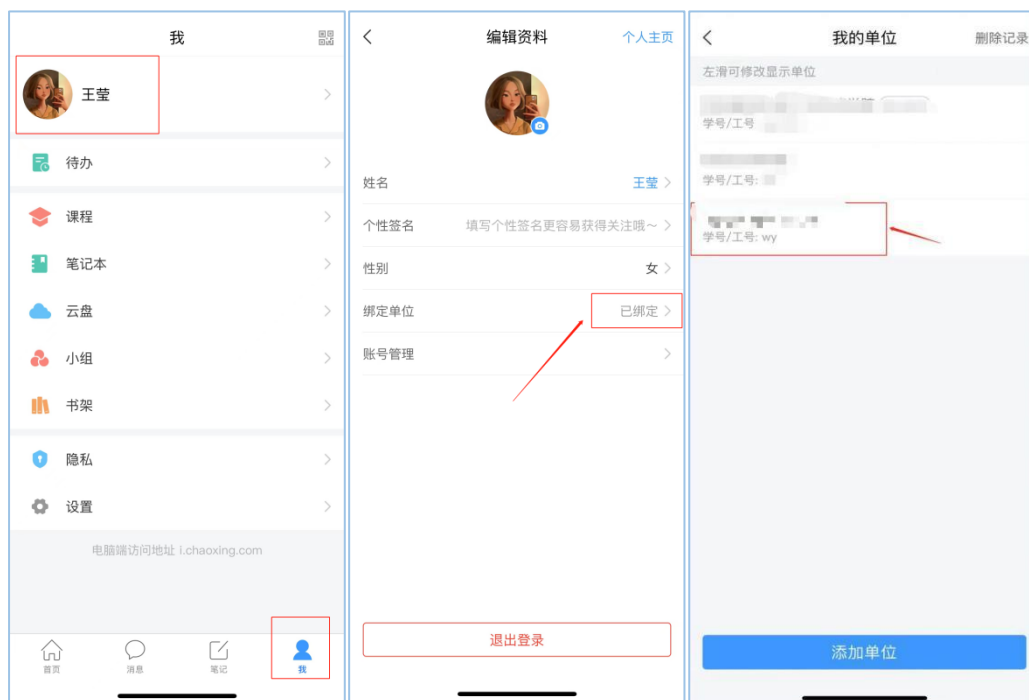 我
王莹
待办
课程
笔记本
云盘
小组
书架
隐私
设置
电脑端访问地址 i.chaoxing.com
首页
消息
笔记
我
编辑资料
个人主页
姓名
王莹
个性签名
填写个性签名更容易获得关注哦～
性别
女
绑定单位
已绑定
账号管理
退出登录
我的单位
删除记录
左滑可修改显示单位
学号/工号
学号/工号:
学号/工号: wy
添加单位